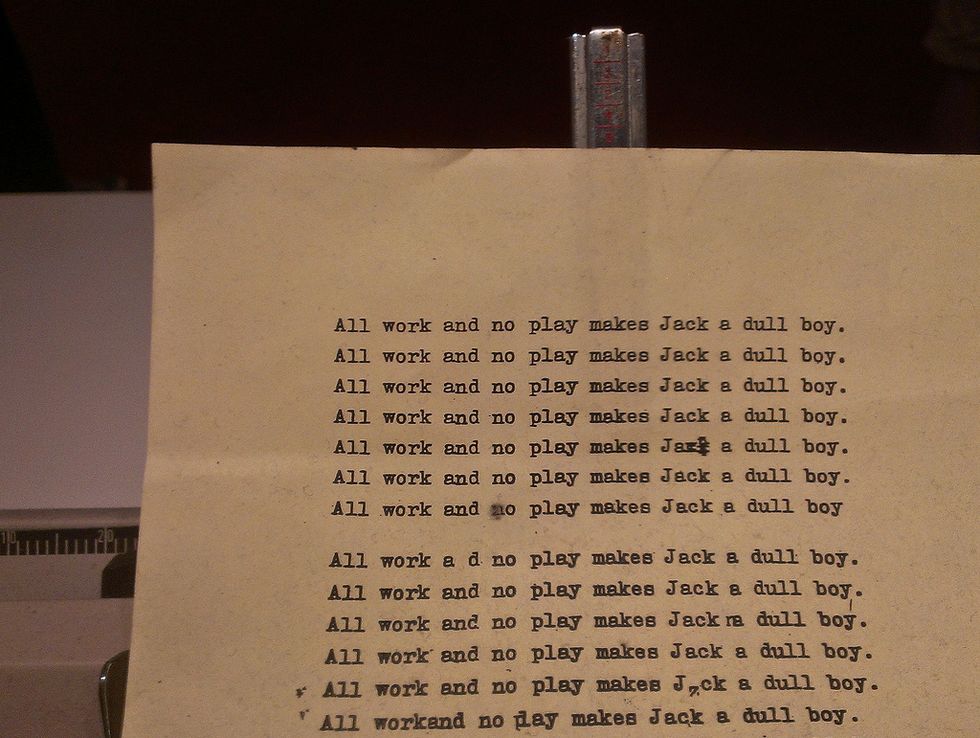 All work and no play makes Jack a dull boy.
All work and no play makes Jack a dull boy.
All work and no play makes Jack a dull boy.
All work and no play makes Jack a dull boy.
All work and no play makes a dull boy.
All work and no play makes Jack a dull boy.
All work and no play makes Jack a dull boy
All work a d no play makes Jack a dull boy.
All work and no play makes Jack a dull boy.
All work and no play makes Jack a dull boy.
All work and no play makes Jack a dull boy.
All work and no play makes J ck a dull boy.
All workand no play makes Jack a dull boy.
10 20